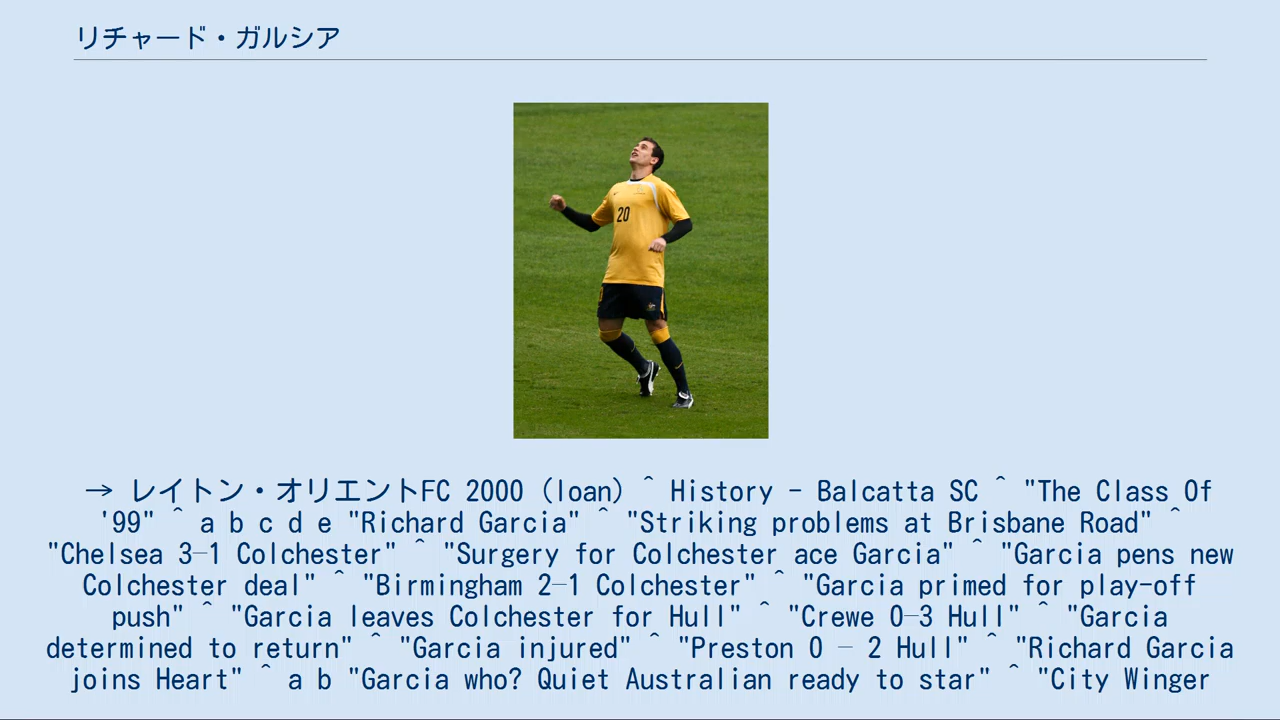 リチャード・ガルシア
20
→ レイトン・オリエントFC 2000 (loan) ^ History - Balcatta SC ^ "The Class Of
'99" ^ a b c d e "Richard Garcia" ^ "Striking problems at Brisbane Road" ^
"Chelsea 3–1 Colchester" ^ "Surgery for Colchester ace Garcia" ^ "Garcia pens new
Colchester deal" ^ "Birmingham 2–1 Colchester" ^ "Garcia primed for play-off
push" ^ "Garcia leaves Colchester for Hull" ^ "Crewe 0–3 Hull" ^ "Garcia
determined to return" ^ "Garcia injured" ^ "Preston 0 – 2 Hull" ^ "Richard Garcia
joins Heart" ^ a b "Garcia who? Quiet Australian ready to star" ^ "City Winger